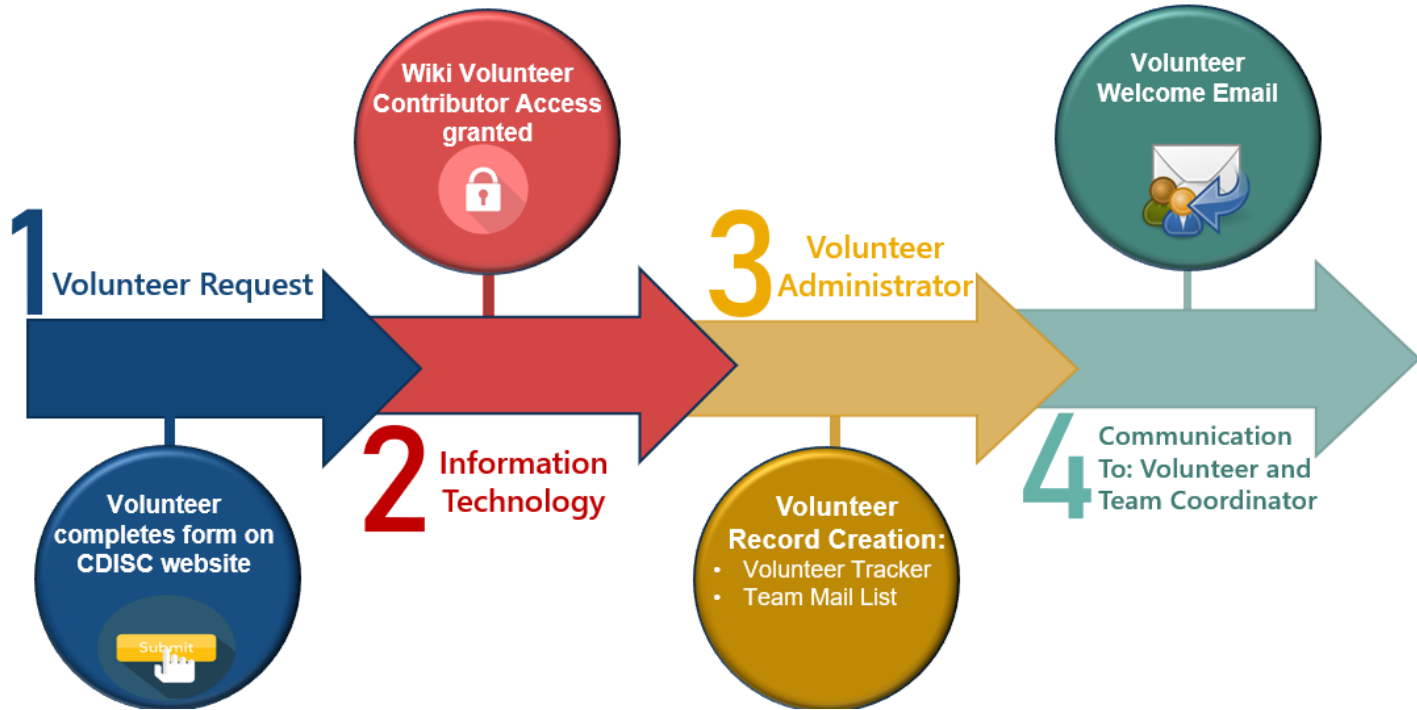 1
Volunteer Request
Volunteer
completes form on
CDISC website
Submit
Wiki Volunteer
Contributor Access
granted
2
Information
Technology
3
Volunteer
Administrator
Volunteer
Record Creation:
• Volunteer Tracker
• Team Mail List
Volunteer
Welcome Email
4
Communication
To: Volunteer and
Team Coordinator